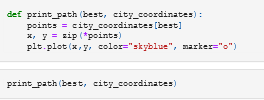 def print_path(best, city_coordinates):
    points = city_coordinates[best]
    x, y = zip(*points)
    plt.plot(x,y, color="skyblue", marker="o")
print_path(best, city_coordinates)